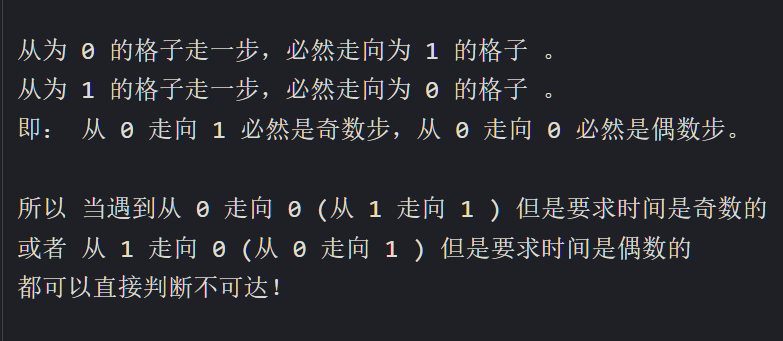 从为 0 的格子走一步，必然走向为 1 的格子 。
从为 1 的格子走一步，必然走向为 0 的格子 。
即： 从 0 走向 1 必然是奇数步，从 0 走向 0 必然是偶数步。
所以 当遇到从 0 走向 0 (从 1 走向 1 ) 但是要求时间是奇数的
或者 从 1 走向 0 (从 0 走向 1 ) 但是要求时间是偶数的
都可以直接判断不可达!